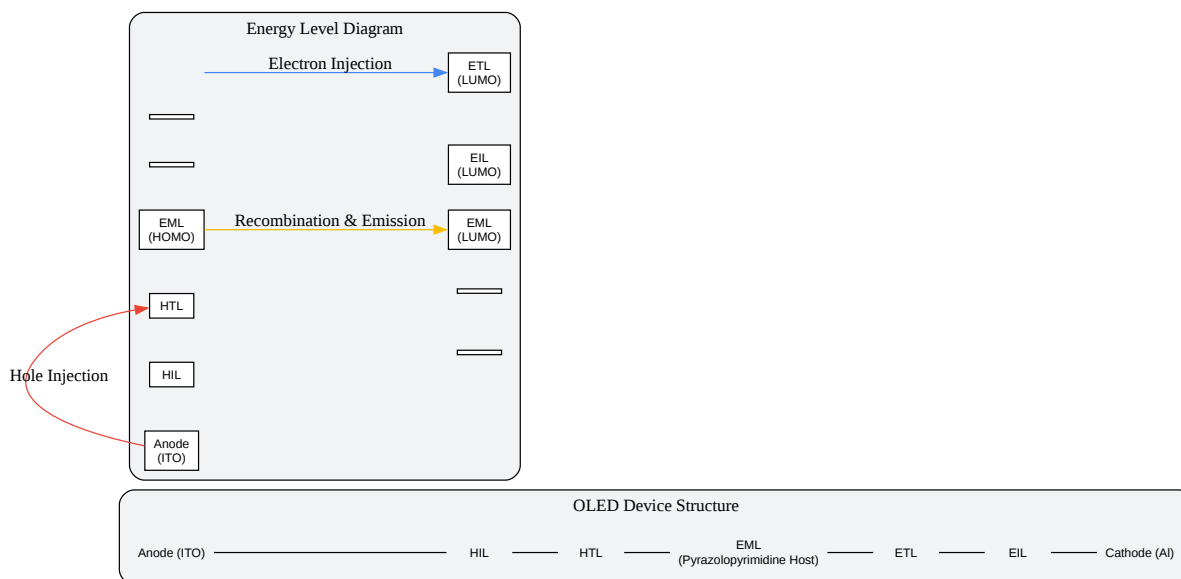 Energy Level Diagram
Electron Injection
ETL
(LUMO)
EIL
(LUMO)
EML
(HOMO)
Recombination & Emission
EML
(LUMO)
HTL
Hole Injection
HIL
Anode
(ITO)
OLED Device Structure
Anode (ITO)
HIL
HTL
EML
(Pyrazolopyrimidine Host)
ETL
EIL
Cathode (Al)